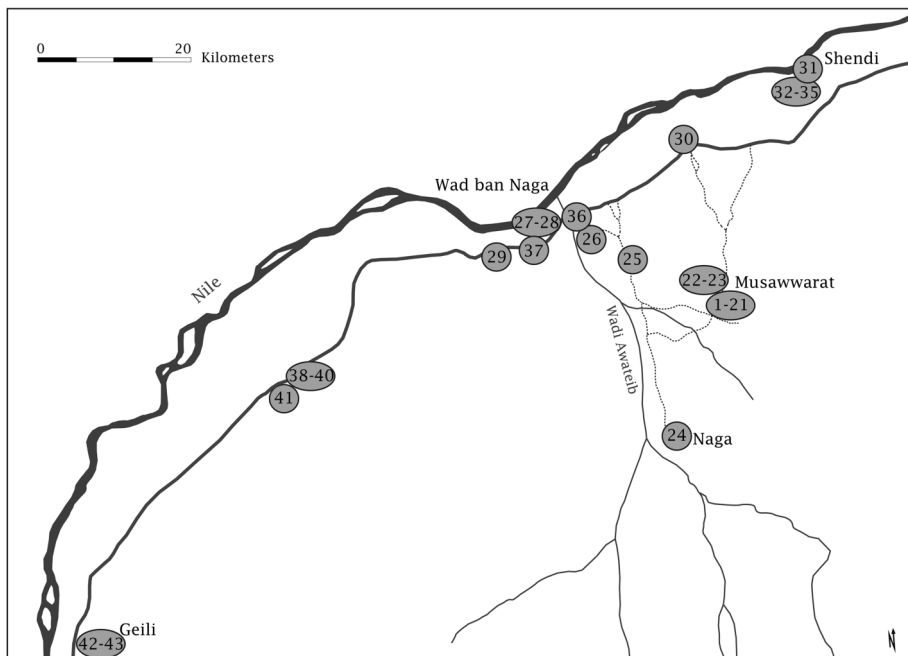 0 20
Kilometers
Shendi
31
32-35
30
Wad ban Naga
27-28
36
26
29
37
25
22-23
Musawwarat
1-21
Nile
Wadi Awateib
38-40
41
24
Naga
Geili
42-43
N